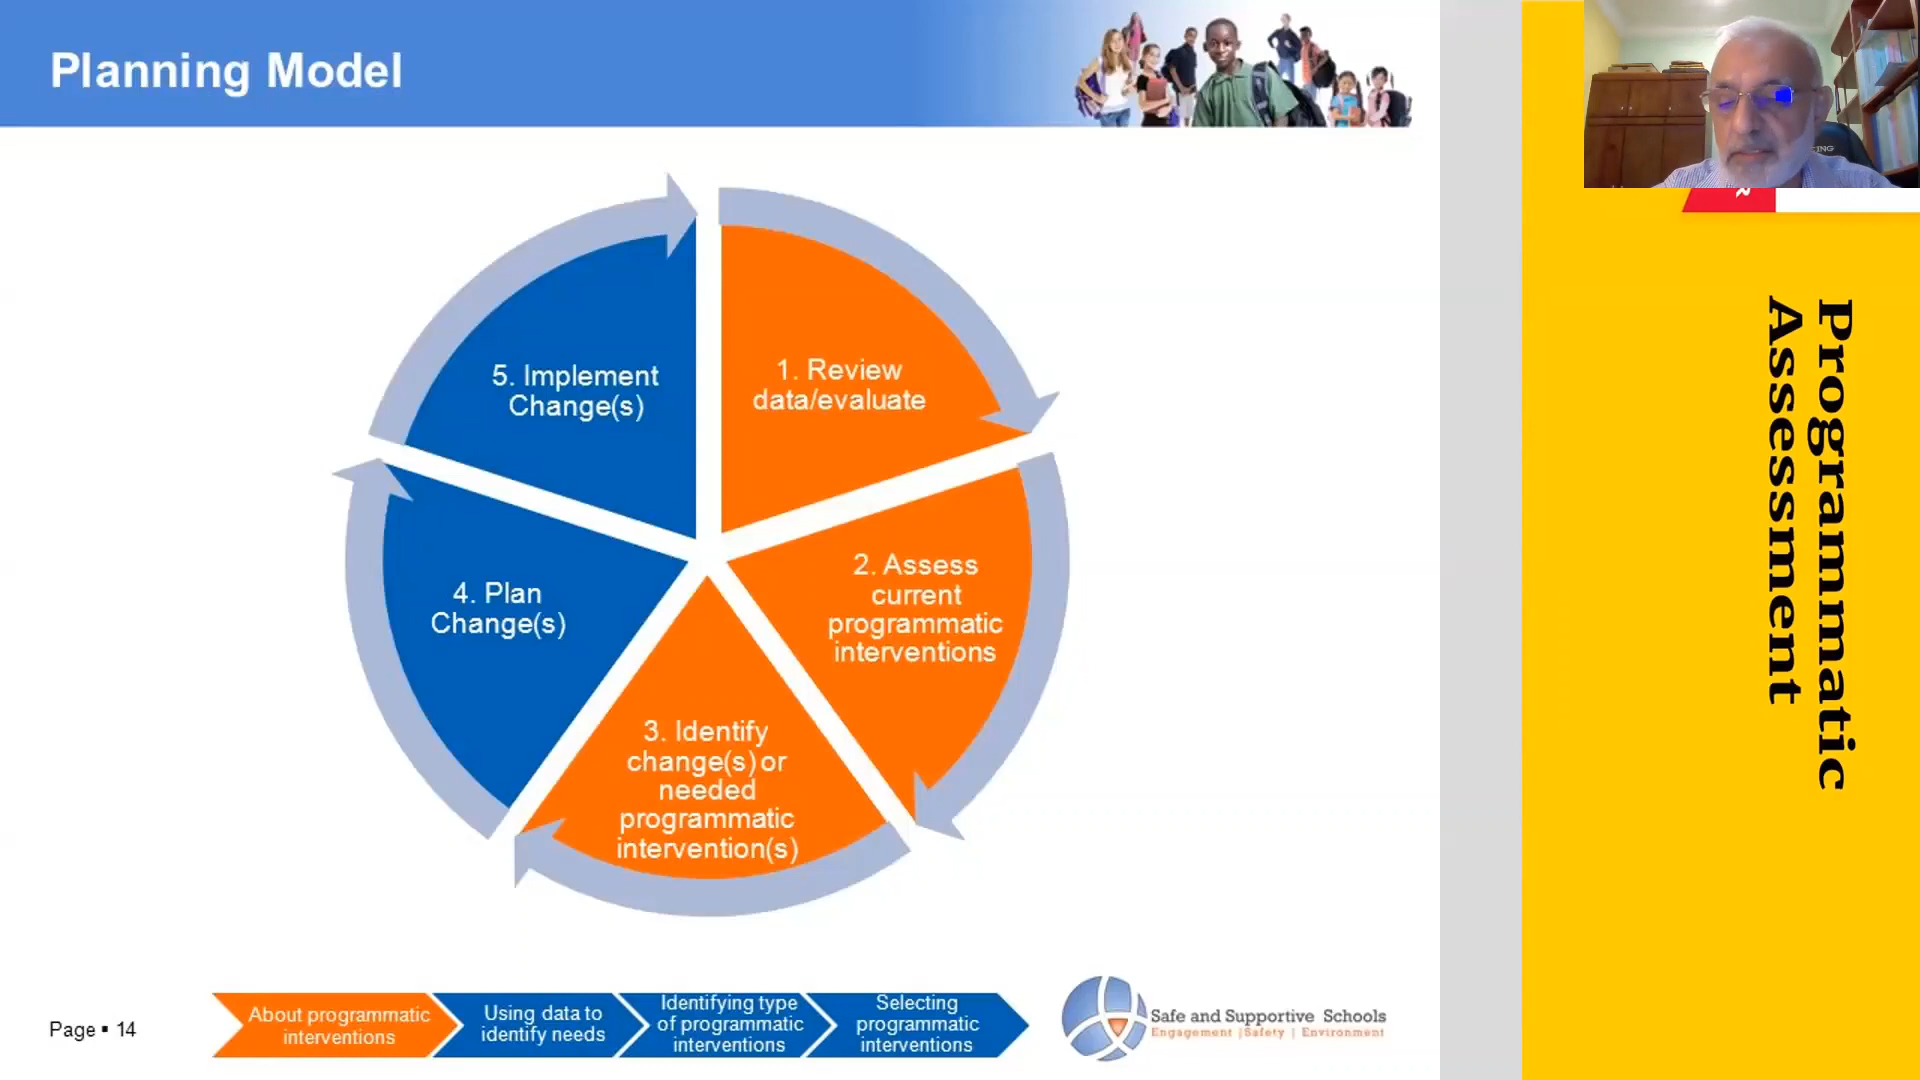 Planning Model
1. Review
data/evaluate
2. Assess
current
programmatic
interventions
3. Identify
change(s) or
needed
programmatic
intervention(s)
4. Plan
Change(s)
5. Implement
Change(s)
Page ▪ 14
About programmatic
interventions
Using data to
identify needs
Identifying type
of programmatic
interventions
Selecting
programmatic
interventions
Safe and Supportive Schools
Engagement | Safety | Environment
Programmatic
Assessment